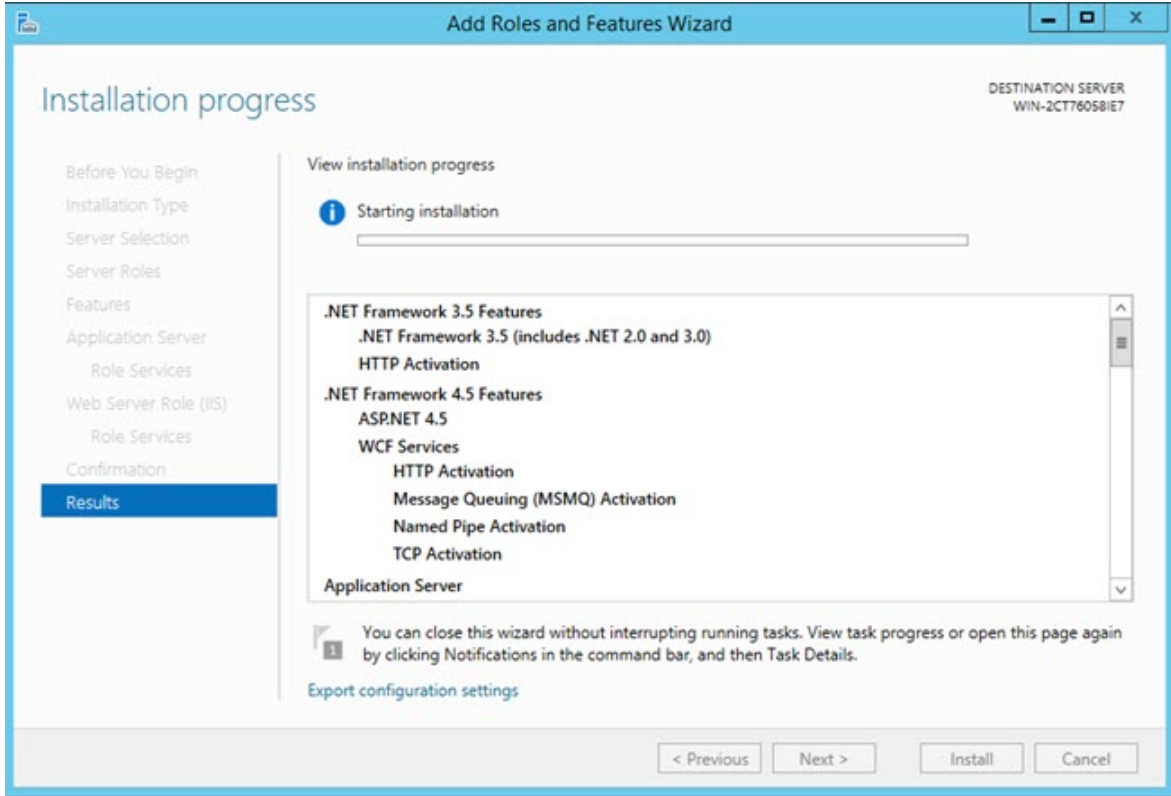 Add Roles and Features Wizard
Installation progress
DESTINATION SERVER
WIN-2CT76058IE7
Before You Begin
Installation Type
Server Selection
Server Roles
Features
Application Server
Role Services
Web Server Role (IIS)
Role Services
Confirmation
Results
View installation progress
Starting installation
.NET Framework 3.5 Features
.NET Framework 3.5 (includes .NET 2.0 and 3.0)
HTTP Activation
.NET Framework 4.5 Features
ASP.NET 4.5
WCF Services
HTTP Activation
Message Queuing (MSMQ) Activation
Named Pipe Activation
TCP Activation
Application Server
1
You can close this wizard without interrupting running tasks. View task progress or open this page again
by clicking Notifications in the command bar, and then Task Details.
Export configuration settings
< Previous
Next >
Install
Cancel